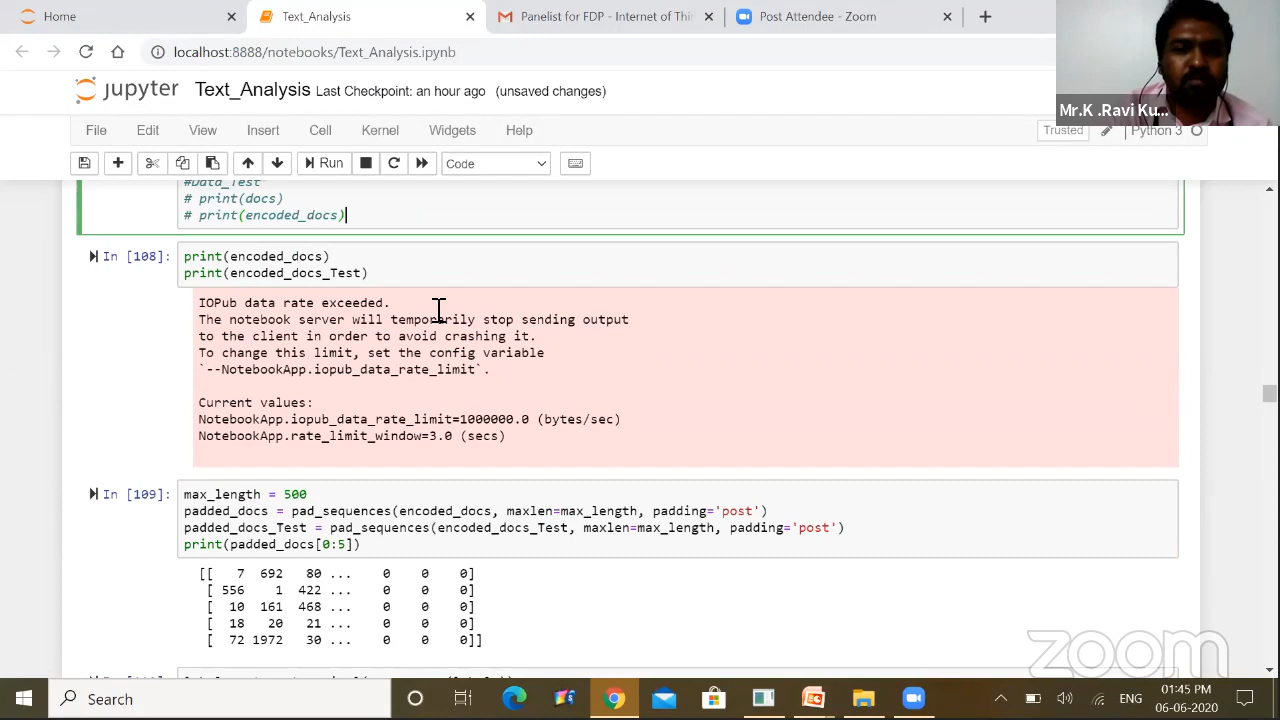 Home
Text_Analysis
Panelist for FDP - Internet of Thi
Post Attendee - Zoom
localhost:8888/notebooks/Text_Analysis.ipynb
jupyter Text_Analysis Last Checkpoint: an hour ago (unsaved changes)
Mr.K .Ravi Ku...
File Edit View Insert Cell Kernel Widgets Help
Trusted Python 3
Run Code
#Data_Test
# print(docs)
# print(encoded_docs)
In [108]: print(encoded_docs)
print(encoded_docs_Test)
IOPub data rate exceeded.
The notebook server will temporarily stop sending output
to the client in order to avoid crashing it.
To change this limit, set the config variable
`--NotebookApp.iopub_data_rate_limit`.
Current values:
NotebookApp.iopub_data_rate_limit=1000000.0 (bytes/sec)
NotebookApp.rate_limit_window=3.0 (secs)
In [109]: max_length = 500
padded_docs = pad_sequences(encoded_docs, maxlen=max_length, padding='post')
padded_docs_Test = pad_sequences(encoded_docs_Test, maxlen=max_length, padding='post')
print(padded_docs[0:5])
[[ 7 692 80 ... 0 0 0]
[ 556 1 422 ... 0 0 0]
[ 10 161 468 ... 0 0 0]
[ 18 20 21 ... 0 0 0]
[ 72 1972 30 ... 0 0 0]]
zoom
Search
ENG
01:45 PM
06-06-2020